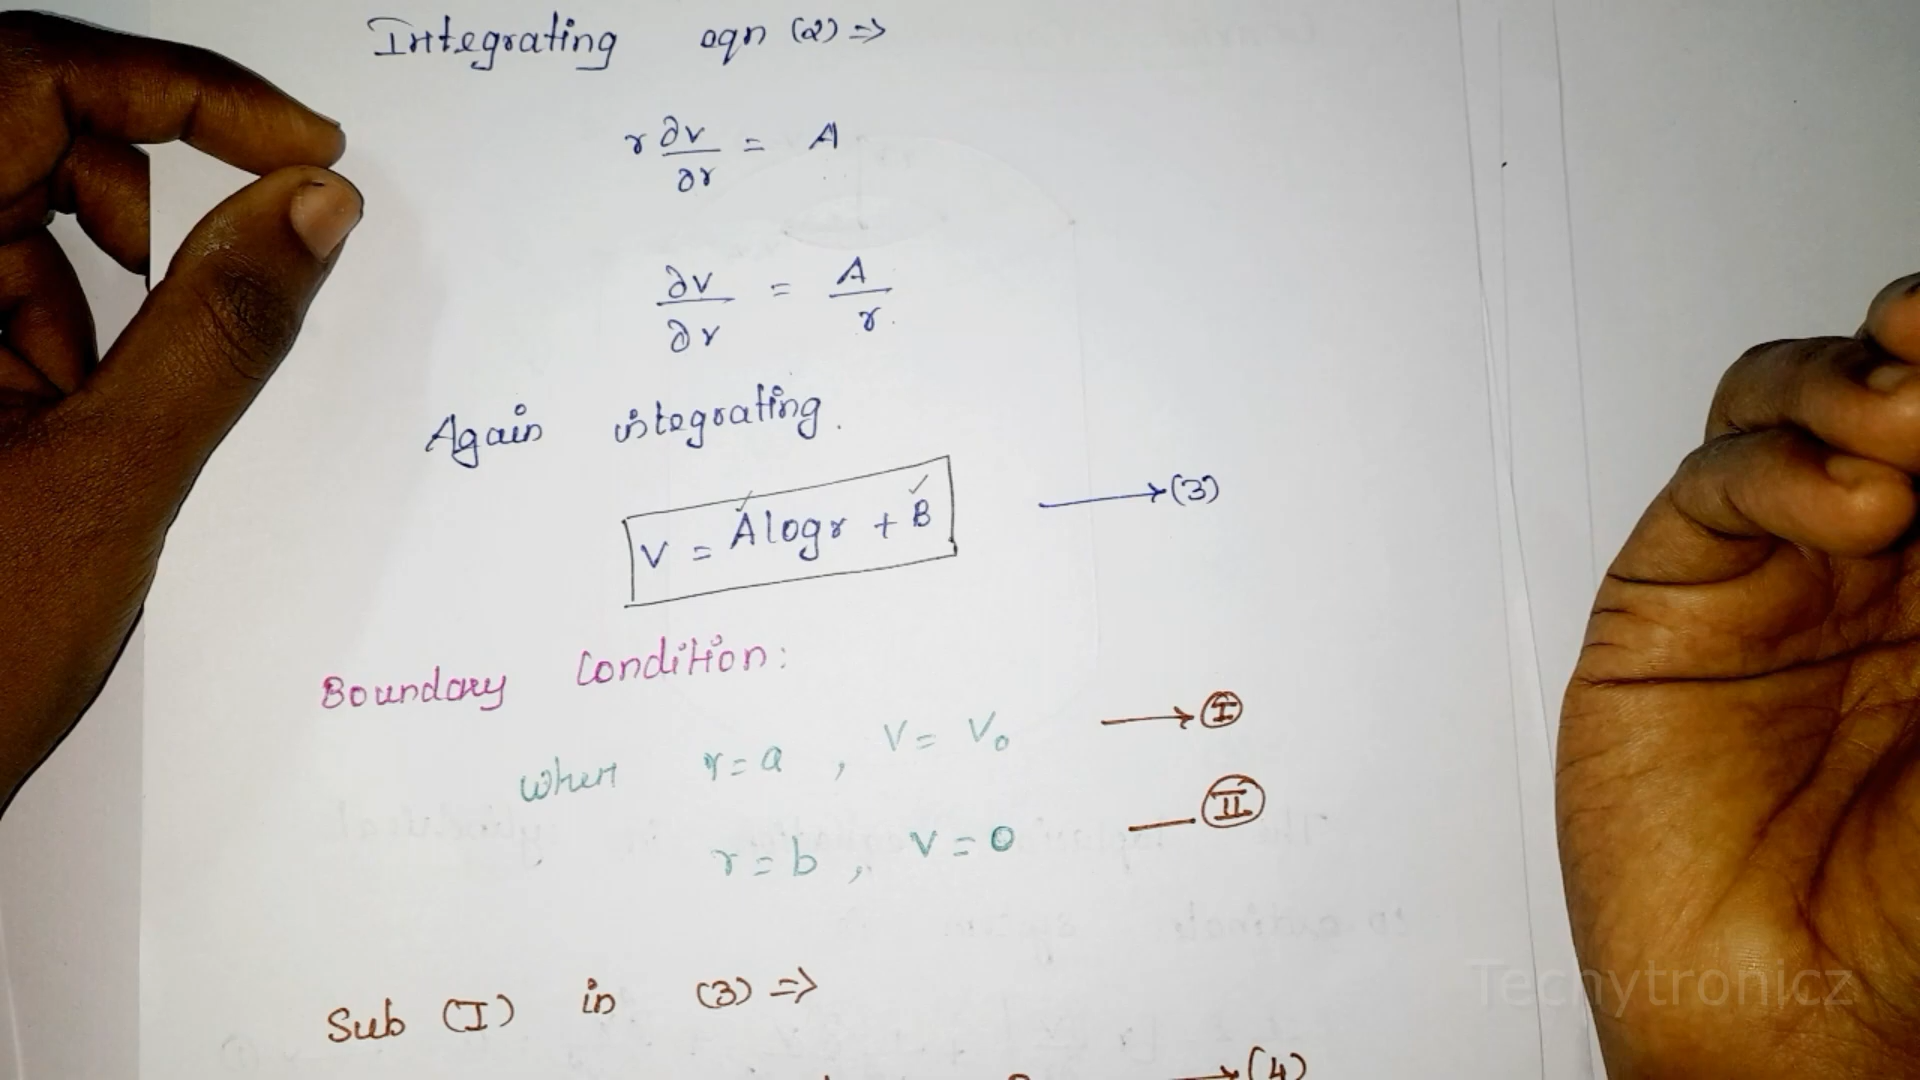 Integrating eqn (2) =>
r ∂v/∂r = A
∂v/∂r = A/r
Again integrating.
V = A log r + B → (3)
Boundary Condition:
when r = a , V = V₀ → (I)
r = b , V = 0 — (II)
Sub (I) in (3) =>
→ (4)
Techytronicz